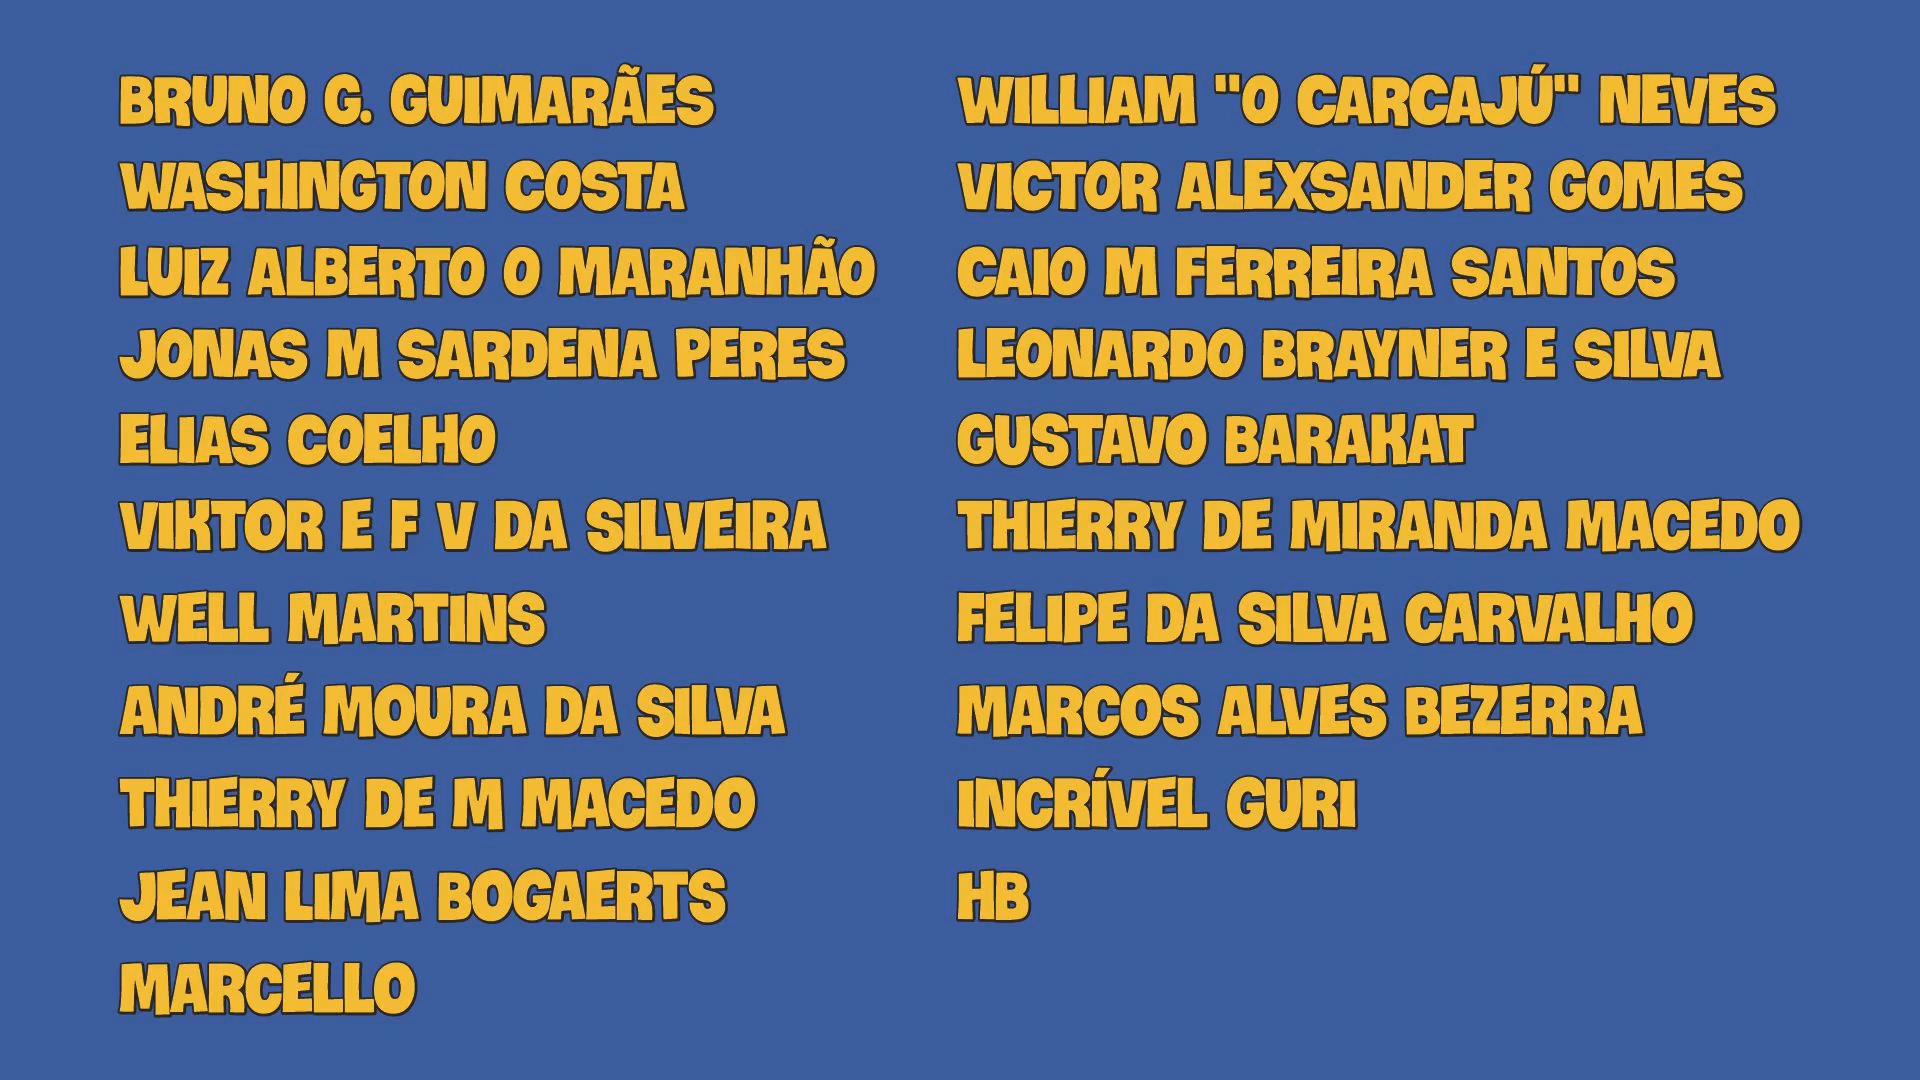 BRUNO G. GUIMARÃES
WASHINGTON COSTA
LUIZ ALBERTO O MARANHÃO
JONAS M SARDENA PERES
ELIAS COELHO
VIKTOR E F V DA SILVEIRA
WELL MARTINS
ANDRÉ MOURA DA SILVA
THIERRY DE M MACEDO
JEAN LIMA BOGAERTS
MARCELLO
WILLIAM "O CARCAJÚ" NEVES
VICTOR ALEXSANDER GOMES
CAIO M FERREIRA SANTOS
LEONARDO BRAYNER E SILVA
GUSTAVO BARAKAT
THIERRY DE MIRANDA MACEDO
FELIPE DA SILVA CARVALHO
MARCOS ALVES BEZERRA
INCRÍVEL GURI
HB